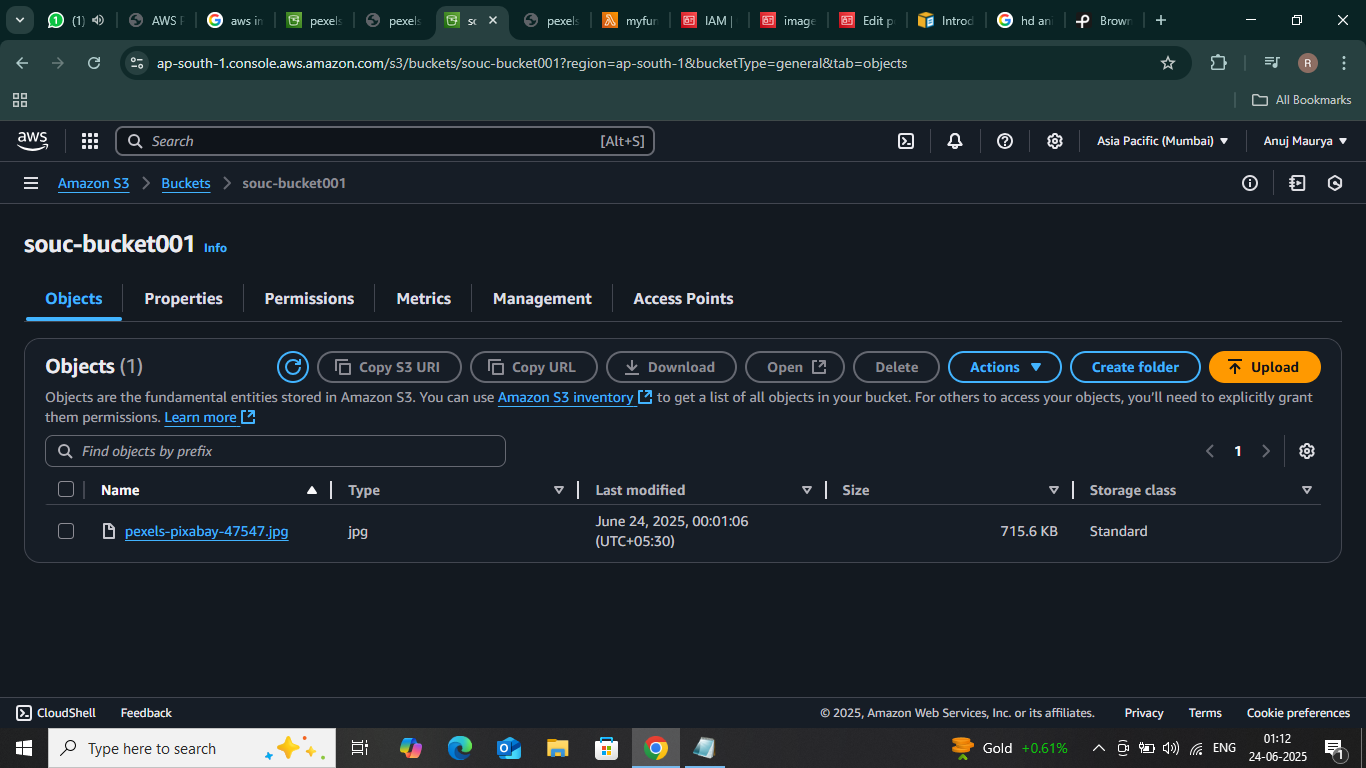 (1) AWS F aws in pexels pexels sc pexels myfun IAM | image Edit p Introd hd ani Brown
ap-south-1.console.aws.amazon.com/s3/buckets/souc-bucket001?region=ap-south-1&bucketType=general&tab=objects R
All Bookmarks
aws Search [Alt+S] Asia Pacific (Mumbai) Anuj Maurya
Amazon S3 Buckets souc-bucket001
souc-bucket001 Info
Objects Properties Permissions Metrics Management Access Points
Objects (1) Copy S3 URI Copy URL Download Open Delete Actions Create folder Upload
Objects are the fundamental entities stored in Amazon S3. You can use Amazon S3 inventory to get a list of all objects in your bucket. For others to access your objects, you'll need to explicitly grant
them permissions. Learn more
Find objects by prefix 1
Name Type Last modified Size Storage class
pexels-pixabay-47547.jpg jpg June 24, 2025, 00:01:06 715.6 KB Standard
(UTC+05:30)
CloudShell Feedback © 2025, Amazon Web Services, Inc. or its affiliates. Privacy Terms Cookie preferences
Type here to search Gold +0.61% ENG 01:12
24-06-2025 1